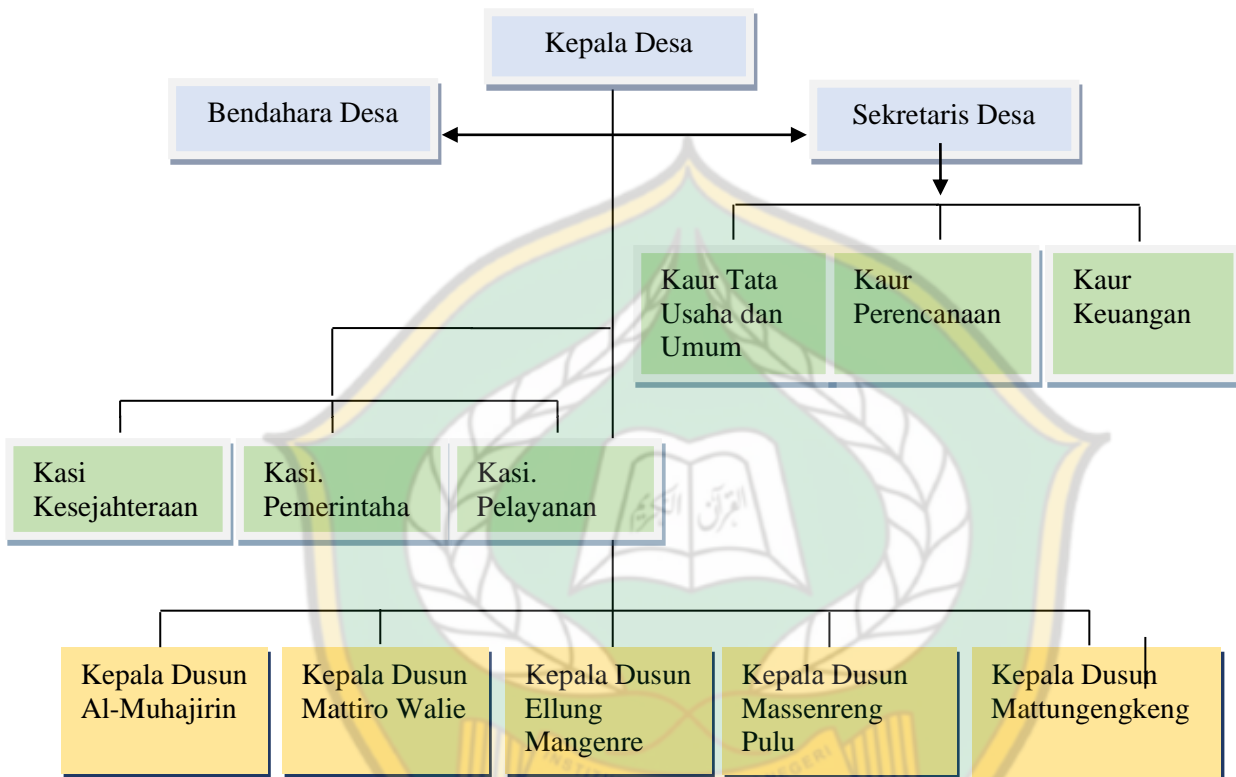 Kepala Desa
Bendahara Desa
Sekretaris Desa
Kaur Tata
Usaha dan
Umum
Kaur
Perencanaan
Kaur
Keuangan
Kasi
Kesejahteraan
Kasi.
Pemerintaha
Kasi.
Pelayanan
القرآن الكريم
Kepala Dusun
Al-Muhajirin
Kepala Dusun
Mattiro Walie
Kepala Dusun
Ellung
Mangenre
Kepala Dusun
Massenreng
Pulu
Kepala Dusun
Mattungengkeng